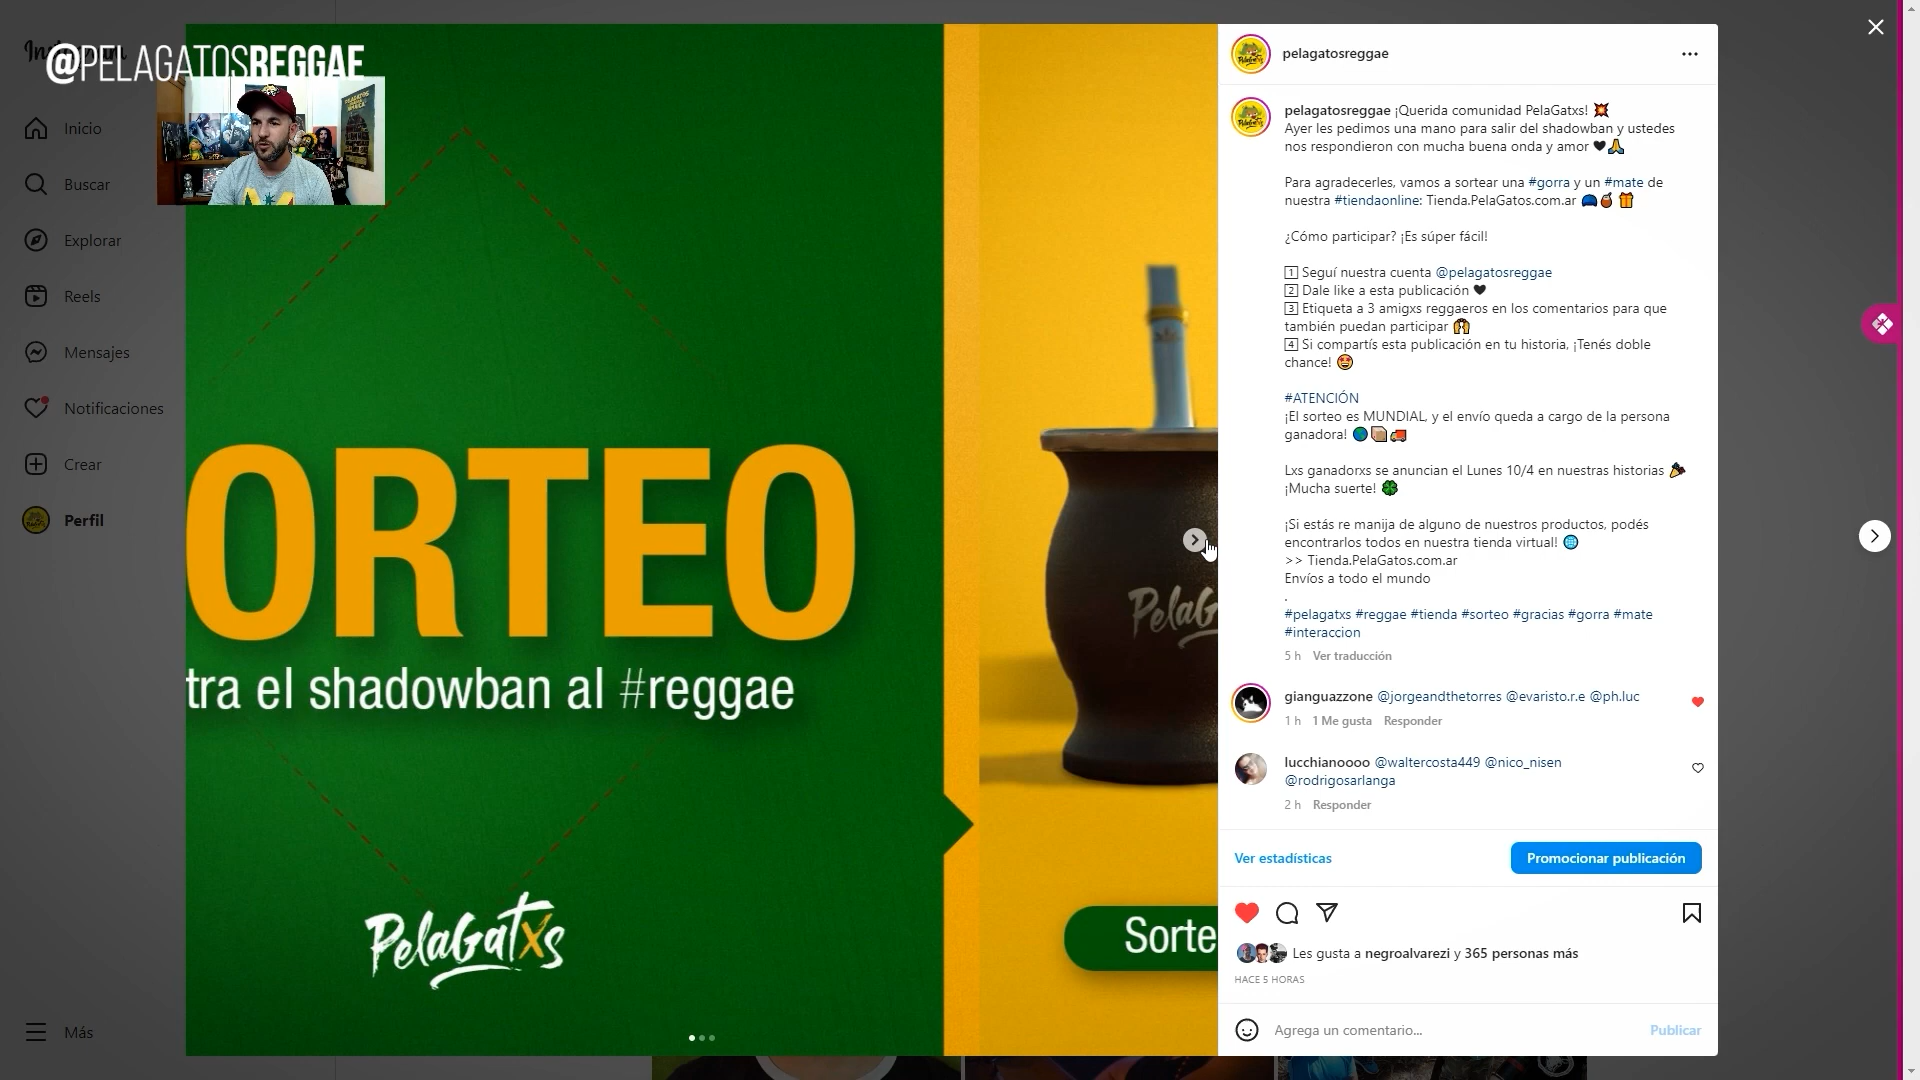 @PELAGATOSREGGAE
Inicio
Buscar
Explorar
Reels
Mensajes
Notificaciones
Crear
Perfil
Más
ORTEO
tra el shadowban al #reggae
PelaGatxs
PelaG
Sorte
pelagatosreggae
pelagatosreggae ¡Querida comunidad PelaGatxs! 💥
Ayer les pedimos una mano para salir del shadowban y ustedes
nos respondieron con mucha buena onda y amor 🖤🙏
Para agradecerles, vamos a sortear una #gorra y un #mate de
nuestra #tiendaonline: Tienda.PelaGatos.com.ar 🧢🧉🎁
¿Cómo participar? ¡Es súper fácil!
1️⃣ Seguí nuestra cuenta @pelagatosreggae
2️⃣ Dale like a esta publicación 🖤
3️⃣ Etiqueta a 3 amigxs reggaeros en los comentarios para que
también puedan participar 🙌
4️⃣ Si compartís esta publicación en tu historia, ¡Tenés doble
chance! 🤩
#ATENCIÓN
¡El sorteo es MUNDIAL, y el envío queda a cargo de la persona
ganadora! 🌎📦🚚
Lxs ganadorxs se anuncian el Lunes 10/4 en nuestras historias 🎉
¡Mucha suerte! 🍀
¡Si estás re manija de alguno de nuestros productos, podés
encontrarlos todos en nuestra tienda virtual! 🌐
>> Tienda.PelaGatos.com.ar
Envíos a todo el mundo
.
#pelagatxs #reggae #tienda #sorteo #gracias #gorra #mate
#interaccion
5 h Ver traducción
gianguazzone @jorgeandthetorres @evaristo.r.e @ph.luc
1 h 1 Me gusta Responder
lucchianoooo @waltercosta449 @nico_nisen
@rodrigosarlanga
2 h Responder
Ver estadísticas
Promocionar publicación
Les gusta a negroalvarezi y 365 personas más
HACE 5 HORAS
Agrega un comentario...
Publicar